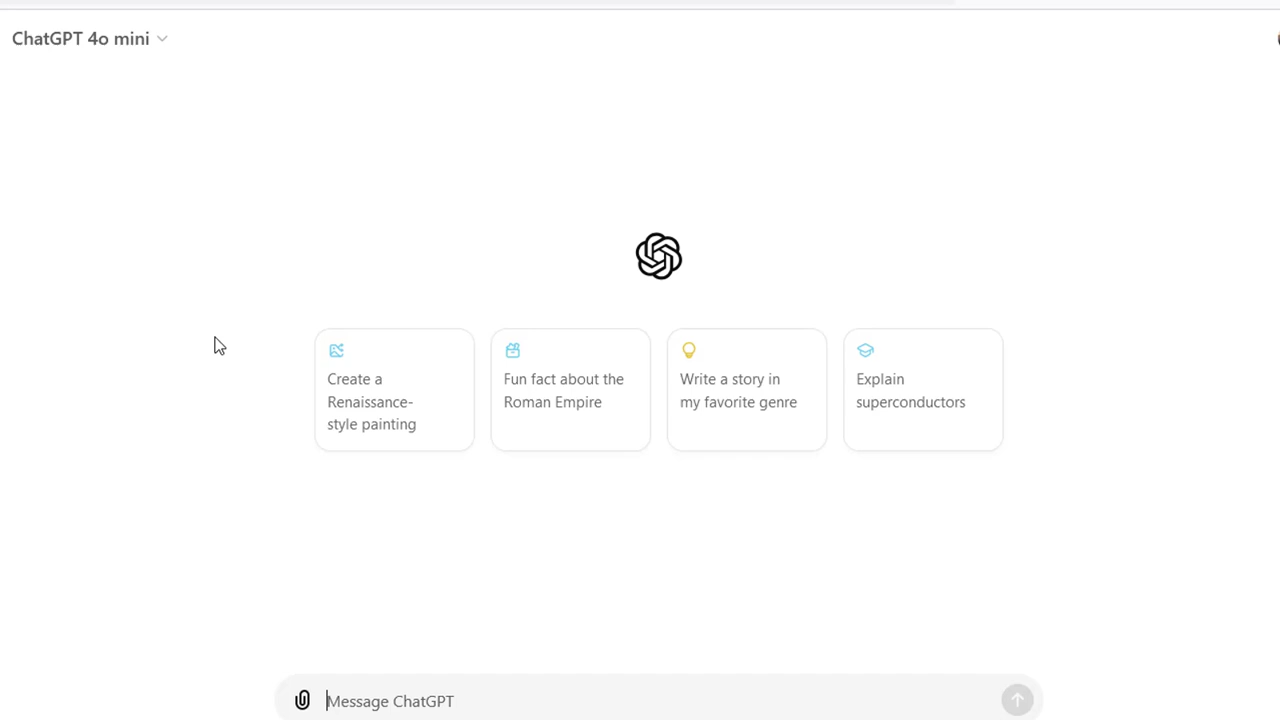 ChatGPT 4o mini
Create a
Renaissance-
style painting
Fun fact about the
Roman Empire
Write a story in
my favorite genre
Explain
superconductors
Message ChatGPT